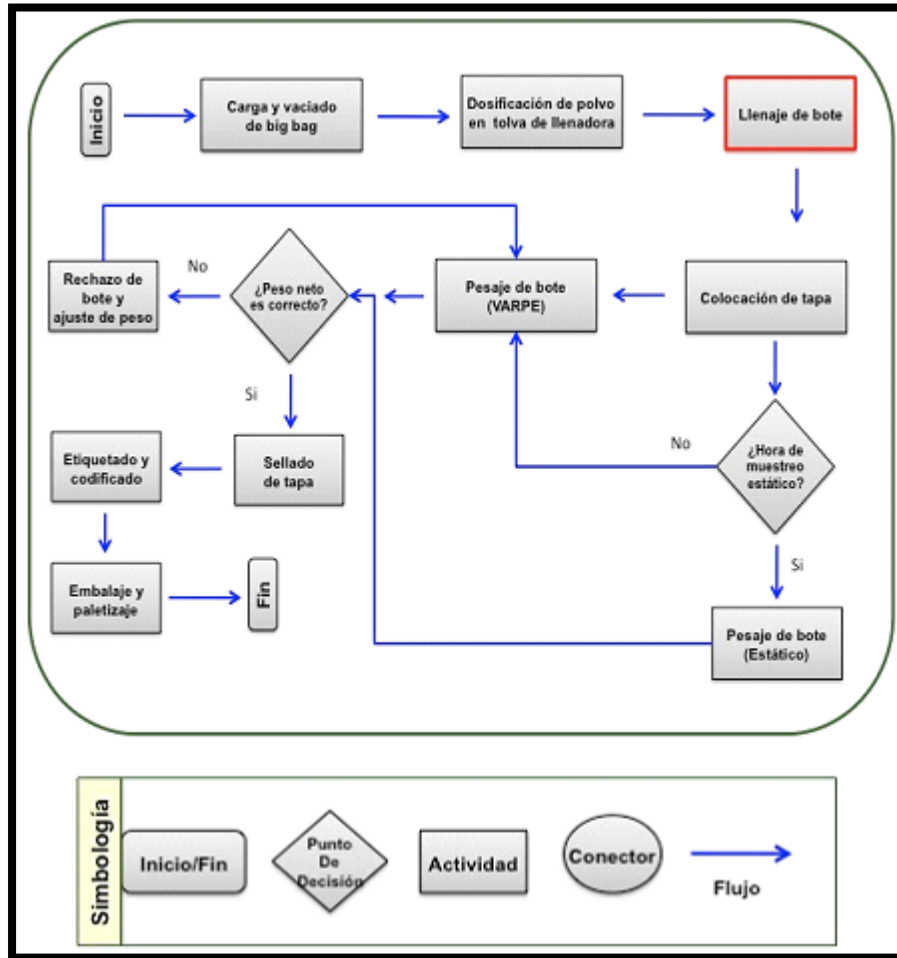 Inicio
Carga y vaciado
de big bag
Dosificación de polvo
en tolva de llenadora
Llenaje de bote
Rechazo de
bote y
ajuste de peso
No
¿Peso neto
es correcto?
Pesaje de bote
(VARPE)
Colocación de tapa
Si
No
¿Hora de
muestreo
estático?
Etiquetado y
codificado
Sellado
de tapa
Si
Embalaje y
paletizaje
Fin
Pesaje de bote
(Estático)
Simbología
Inicio/Fin
Punto
De
Decisión
Actividad
Conector
Flujo